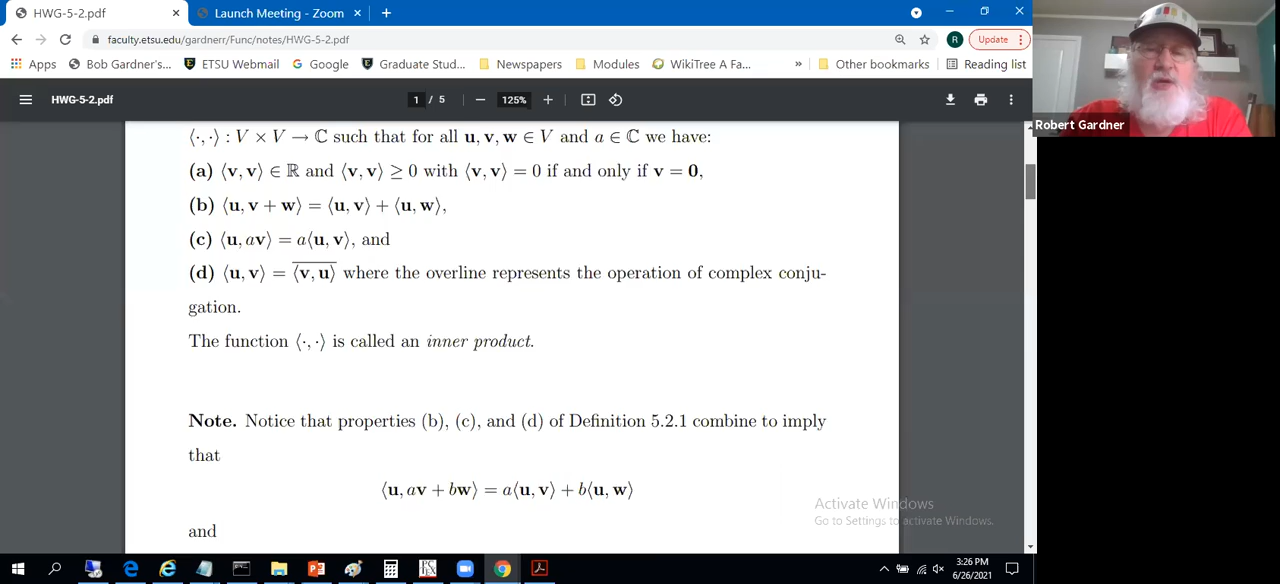 HWG-5-2.pdf
Launch Meeting - Zoom
faculty.etsu.edu/gardnerr/Func/notes/HWG-5-2.pdf
R
Update
Apps
Bob Gardner's...
ETSU Webmail
Google
Graduate Stud...
Newspapers
Modules
WikiTree A Fa...
»
Other bookmarks
Reading list
HWG-5-2.pdf
1 / 5
125%
Robert Gardner
⟨·, ·⟩ : V × V → ℂ such that for all u, v, w ∈ V and a ∈ ℂ we have:
(a) ⟨v, v⟩ ∈ ℝ and ⟨v, v⟩ ≥ 0 with ⟨v, v⟩ = 0 if and only if v = 0,
(b) ⟨u, v + w⟩ = ⟨u, v⟩ + ⟨u, w⟩,
(c) ⟨u, av⟩ = a⟨u, v⟩, and
(d) ⟨u, v⟩ = \overline{⟨v, u⟩} where the overline represents the operation of complex conju-
gation.
The function ⟨·, ·⟩ is called an inner product.
Note. Notice that properties (b), (c), and (d) of Definition 5.2.1 combine to imply
that
⟨u, av + bw⟩ = a⟨u, v⟩ + b⟨u, w⟩
and
Activate Windows
Go to Settings to activate Windows.
3:26 PM
6/26/2021